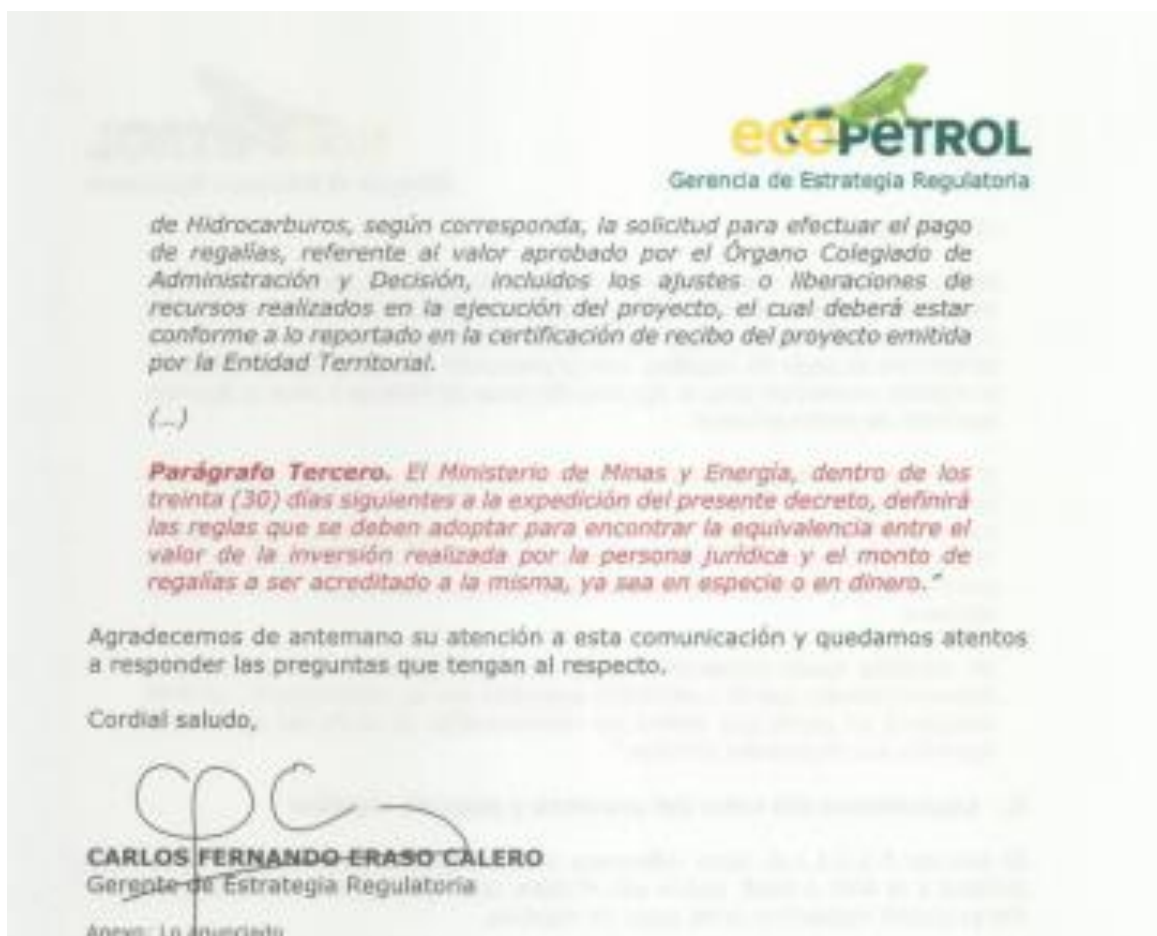 ecoPETROL
Gerencia de Estrategia Regulatoria
de Hidrocarburos, según corresponda, la solicitud para efectuar el pago
de regalías, referente al valor aprobado por el Órgano Colegiado de
Administración y Decisión, incluidos los ajustes o liberaciones de
recursos realizados en la ejecución del proyecto, el cual deberá estar
conforme a lo reportado en la certificación de recibo del proyecto emitida
por la Entidad Territorial.
(...)
Parágrafo Tercero. El Ministerio de Minas y Energía, dentro de los
treinta (30) días siguientes a la expedición del presente decreto, definirá
las reglas que se deben adoptar para encontrar la equivalencia entre el
valor de la inversión realizada por la persona jurídica y el monto de
regalías a ser acreditado a la misma, ya sea en especie o en dinero."
Agradecemos de antemano su atención a esta comunicación y quedamos atentos
a responder las preguntas que tengan al respecto.
Cordial saludo,
CARLOS FERNANDO ERASO CALERO
Gerente de Estrategia Regulatoria
Anexo: Lo anunciado